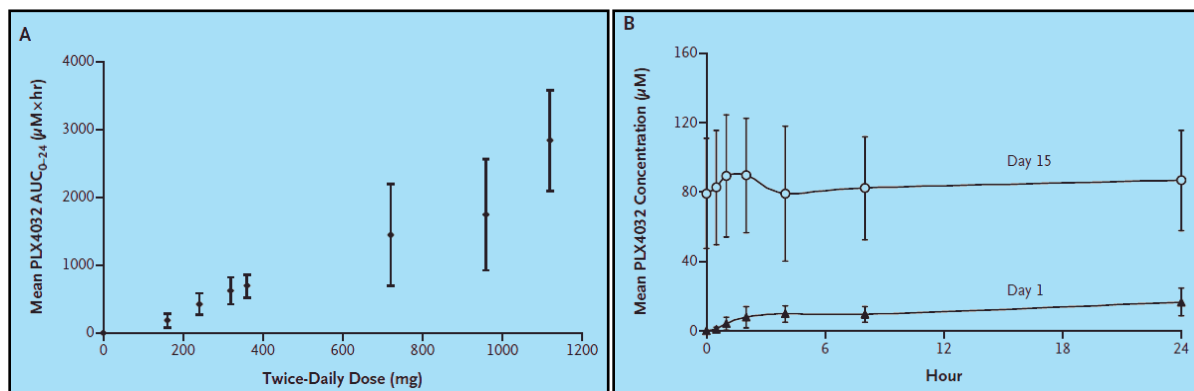 A
4000
3000
2000
1000
0
Mean PLX4032 AUC0-24 (µM×hr)
0 200 400 600 800 1000 1200
Twice-Daily Dose (mg)
B
160
120
80
40
0
Mean PLX4032 Concentration (µM)
Day 15
Day 1
0 6 12 18 24
Hour